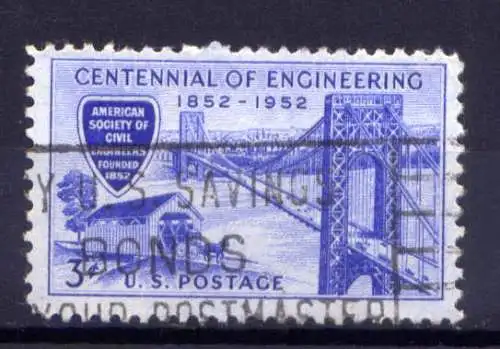 CENTENNIAL OF ENGINEERING
1852 - 1952
AMERICAN
SOCIETY OF
CIVIL
ENGINEERS
FOUNDED
1852
Y U S SAVINGS
BONDS
3¢
U.S. POSTAGE
YOUR POSTMASTER